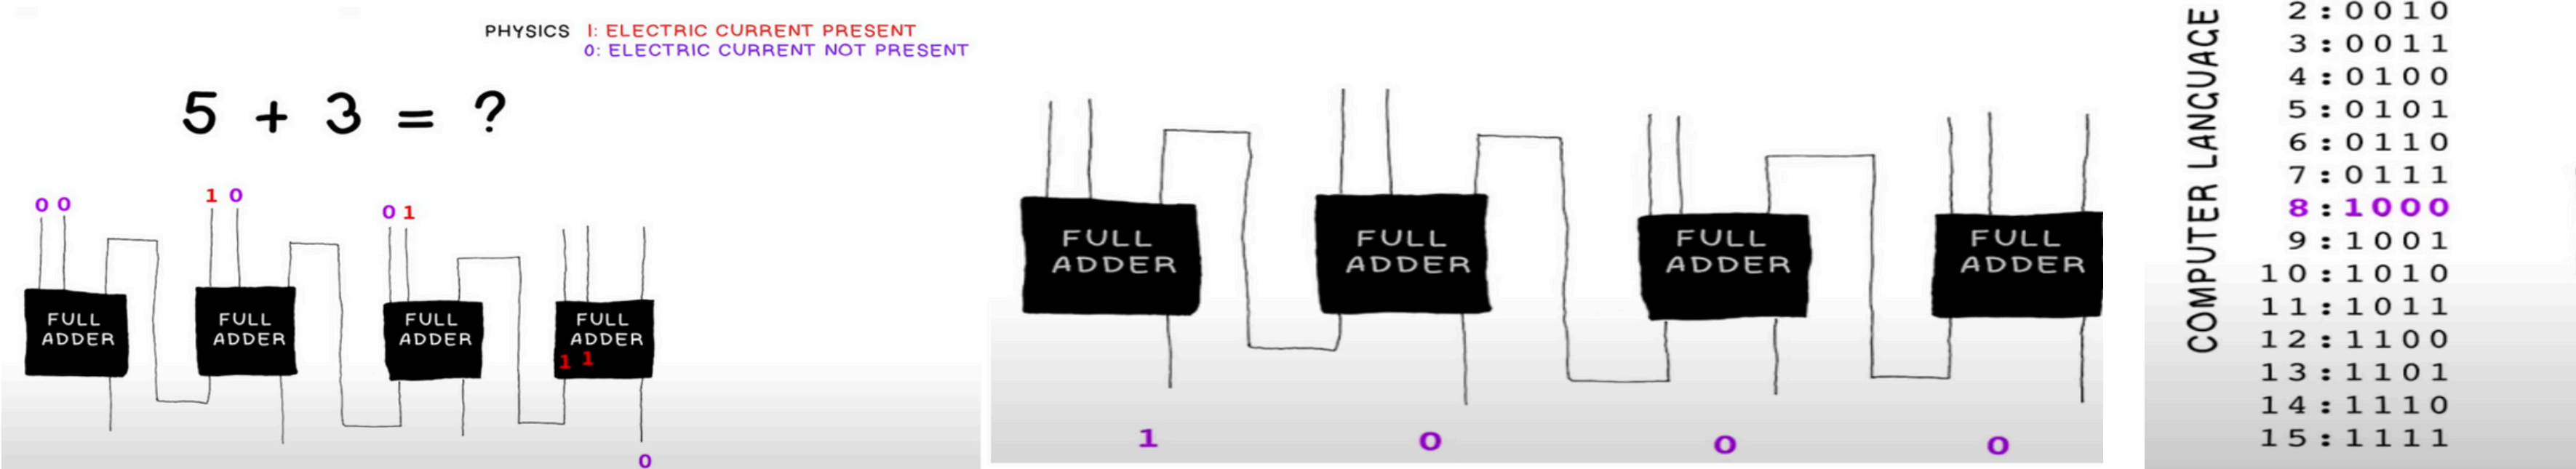 PHYSICS 1: ELECTRIC CURRENT PRESENT
0: ELECTRIC CURRENT NOT PRESENT
5 + 3 = ?
0 0
1 0
0 1
FULL ADDER
FULL ADDER
FULL ADDER
FULL ADDER
1 1
0
FULL ADDER
FULL ADDER
FULL ADDER
FULL ADDER
1 0 0 0
COMPUTER LANGUAGE
2:0010
3:0011
4:0100
5:0101
6:0110
7:0111
8:1000
9:1001
10:1010
11:1011
12:1100
13:1101
14:1110
15:1111